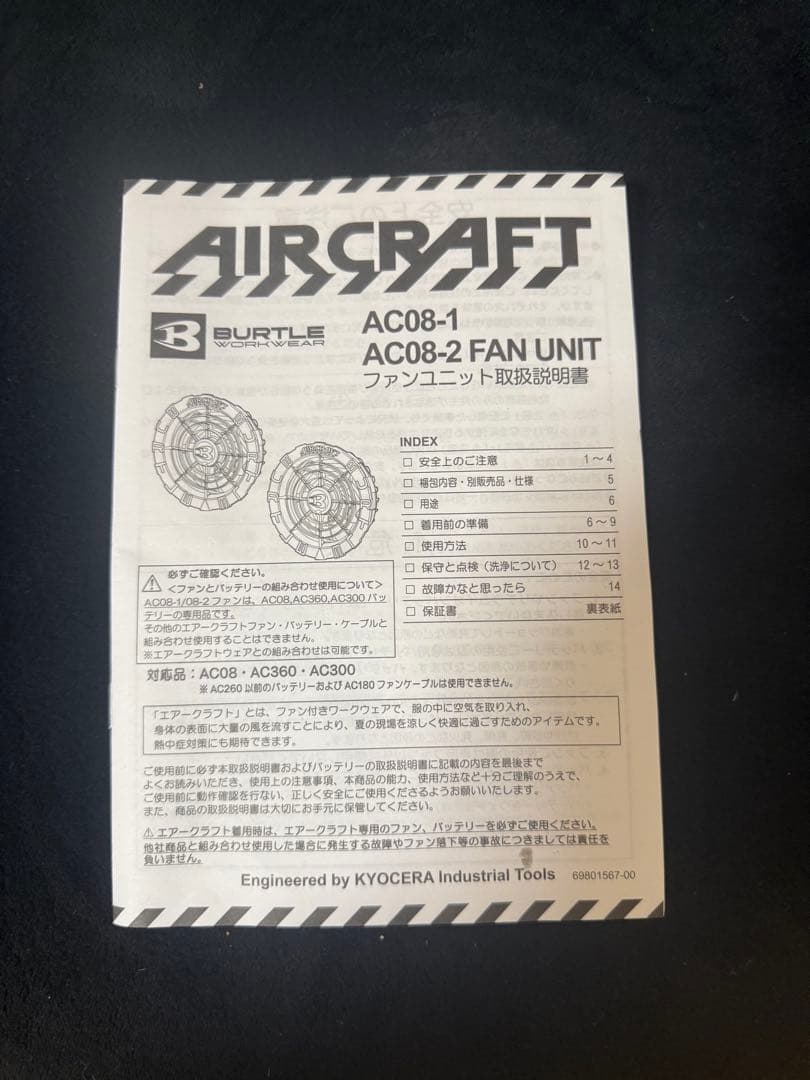 AIRCRAFT
BURTLE
WORKWEAR
AC08-1
AC08-2 FAN UNIT
ファンユニット取扱説明書
AIRCRAFT
AIRCRAFT
INDEX
□ 安全上のご注意 1～4
□ 梱包内容・別販売品・仕様 5
□ 用途 6
□ 着用前の準備 6～9
□ 使用方法 10～11
□ 保守と点検（洗浄について） 12～13
□ 故障かなと思ったら 14
□ 保証書 裏表紙
必ずご確認ください。
＜ファンとバッテリーの組み合わせ使用について＞
AC08-1/08-2 ファンは、AC08,AC360,AC300 バッ
テリーの専用品です。
その他のエアークラフトファン・バッテリー・ケーブルと
組み合わせ使用することはできません。
※エアークラフトウェアとの組み合わせは可能です。
対応品：AC08・AC360・AC300
※ AC260 以前のバッテリーおよび AC180 ファンケーブルは使用できません。
「エアークラフト」とは、ファン付きワークウェアで、服の中に空気を取り入れ、
身体の表面に大量の風を流すことにより、夏の現場を涼しく快適に過ごすためのアイテムです。
熱中症対策にも期待できます。
ご使用前に必ず本取扱説明書およびバッテリーの取扱説明書に記載の内容を最後まで
よくお読みいただき、使用上の注意事項、本商品の能力、使用方法など十分ご理解のうえで、
ご使用前に動作確認を行ない、正しく安全にご使用くださるようお願いいたします。
また、商品の取扱説明書は大切にお手元に保管してください。
⚠ エアークラフト着用時は、エアークラフト専用のファン、バッテリーを必ずご使用ください。
他社商品と組み合わせ使用した場合に発生する故障やファン落下等の事故につきましては責任を
負いません。
Engineered by KYOCERA Industrial Tools 69801567-00